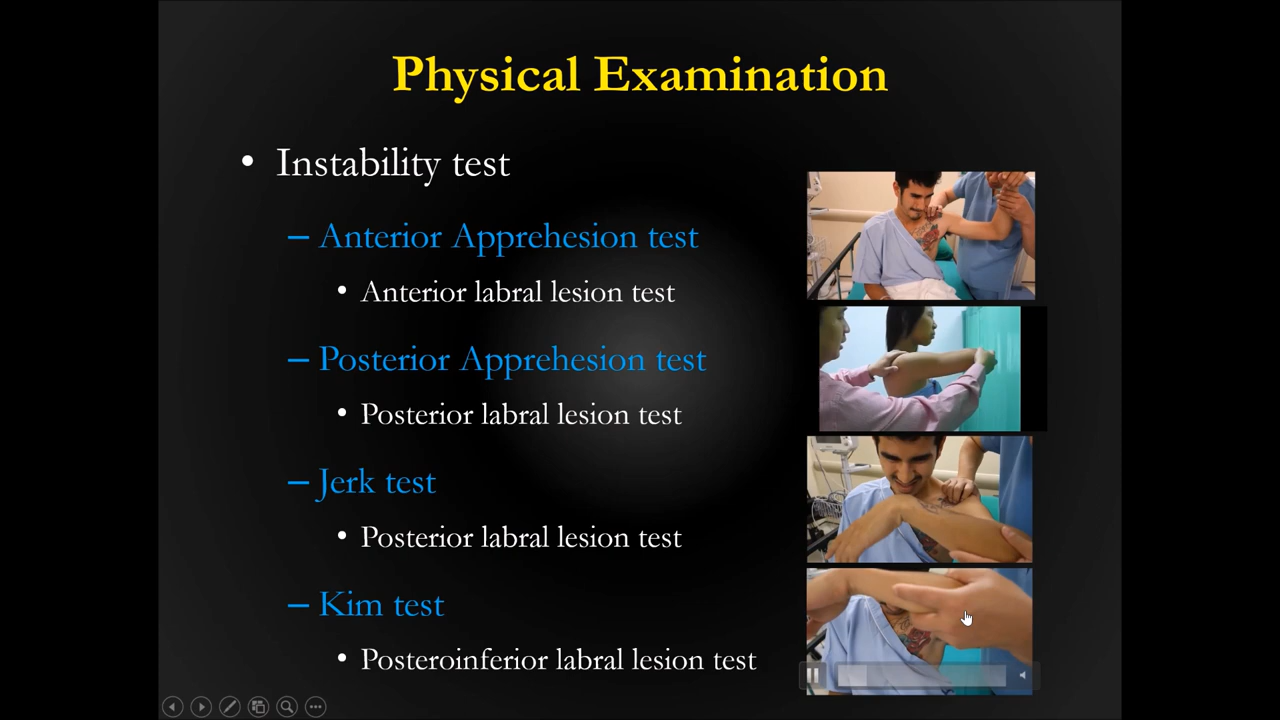 Physical Examination
• Instability test
– Anterior Apprehesion test
• Anterior labral lesion test
– Posterior Apprehesion test
• Posterior labral lesion test
– Jerk test
• Posterior labral lesion test
– Kim test
• Posteroinferior labral lesion test